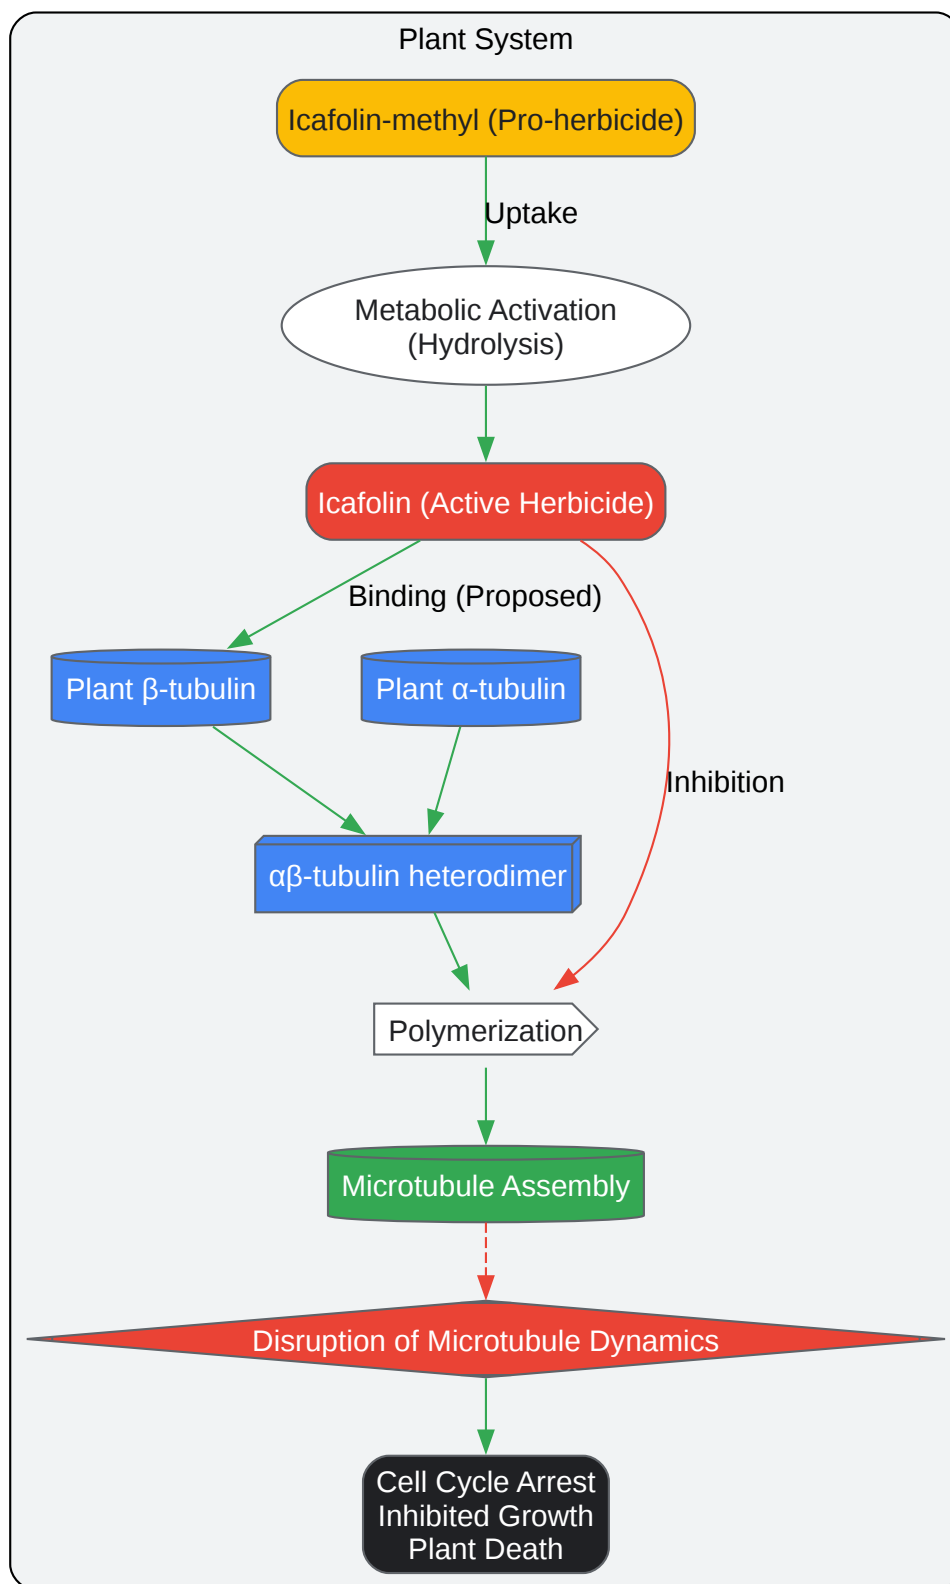 Plant System
Icafolin-methyl (Pro-herbicide)
Uptake
Metabolic Activation
(Hydrolysis)
Icafolin (Active Herbicide)
Binding (Proposed)
Plant β-tubulin
Plant α-tubulin
Inhibition
αβ-tubulin heterodimer
Polymerization
Microtubule Assembly
Disruption of Microtubule Dynamics
Cell Cycle Arrest
Inhibited Growth
Plant Death